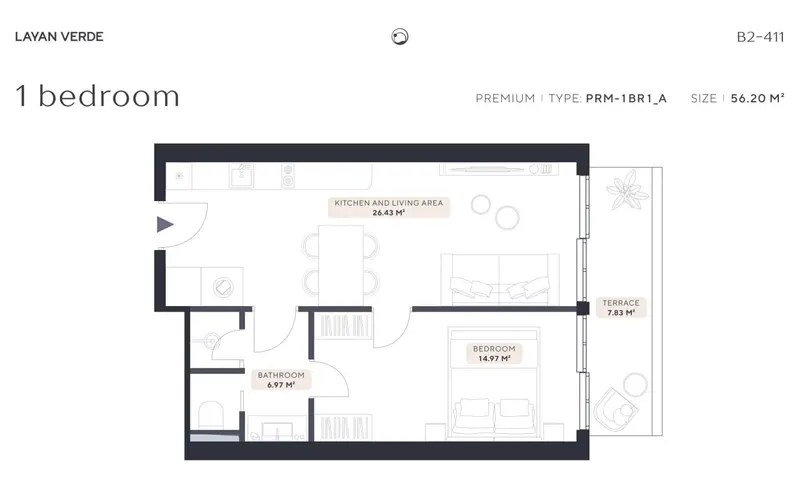 LAYAN VERDE
B2-411
1 bedroom
PREMIUM | TYPE: PRM-1BR1_A SIZE | 56.20 M²
KITCHEN AND LIVING AREA
26.43 M²
TERRACE
7.83 M²
BEDROOM
14.97 M²
BATHROOM
6.97 M²